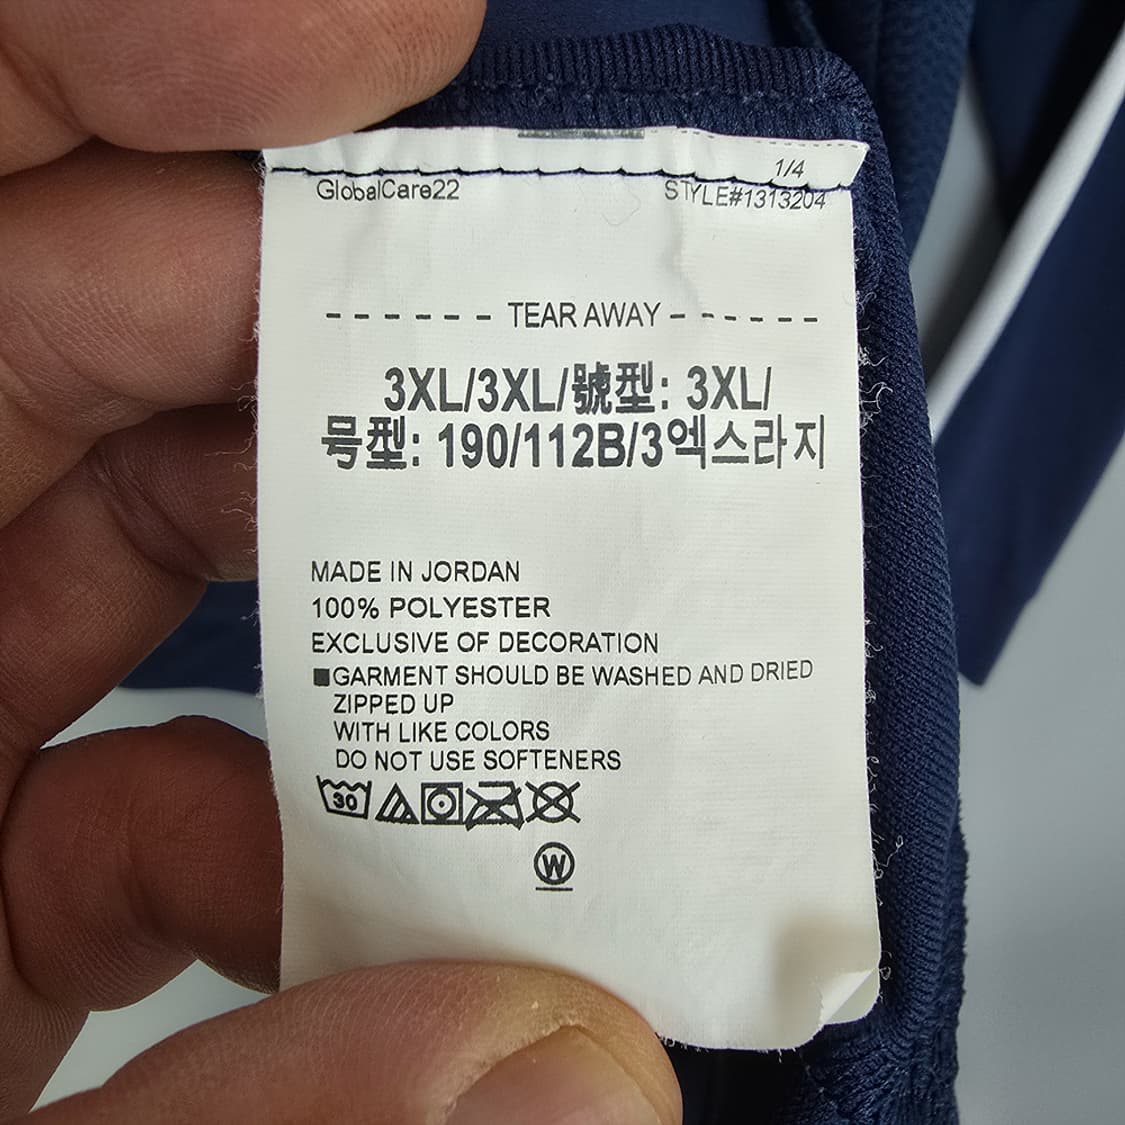 1/4
GlobalCare22 STYLE#1313204
- - - - - - TEAR AWAY - - - - - -
3XL/3XL/號型: 3XL/
号型: 190/112B/3엑스라지
MADE IN JORDAN
100% POLYESTER
EXCLUSIVE OF DECORATION
■GARMENT SHOULD BE WASHED AND DRIED
ZIPPED UP
WITH LIKE COLORS
DO NOT USE SOFTENERS
30
W